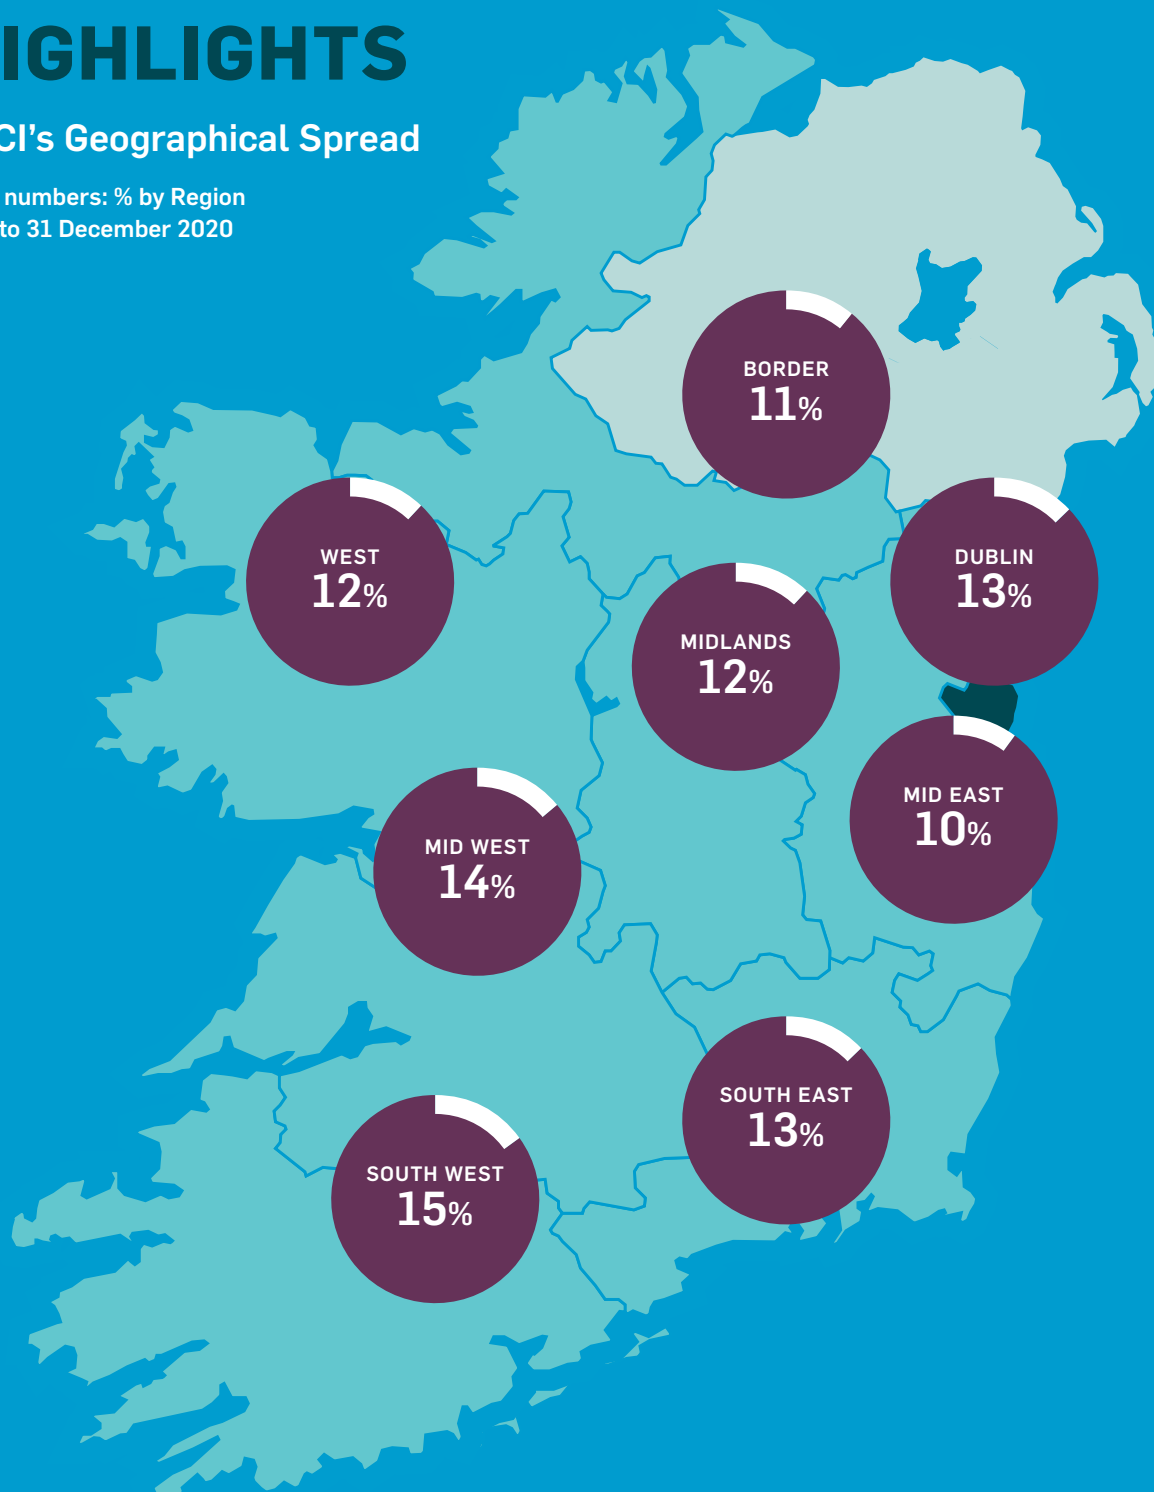 IGHLIGHTS
CI's Geographical Spread
numbers: % by Region
to 31 December 2020
BORDER
11%
WEST
12%
DUBLIN
13%
MIDLANDS
12%
MID EAST
10%
MID WEST
14%
SOUTH EAST
13%
SOUTH WEST
15%